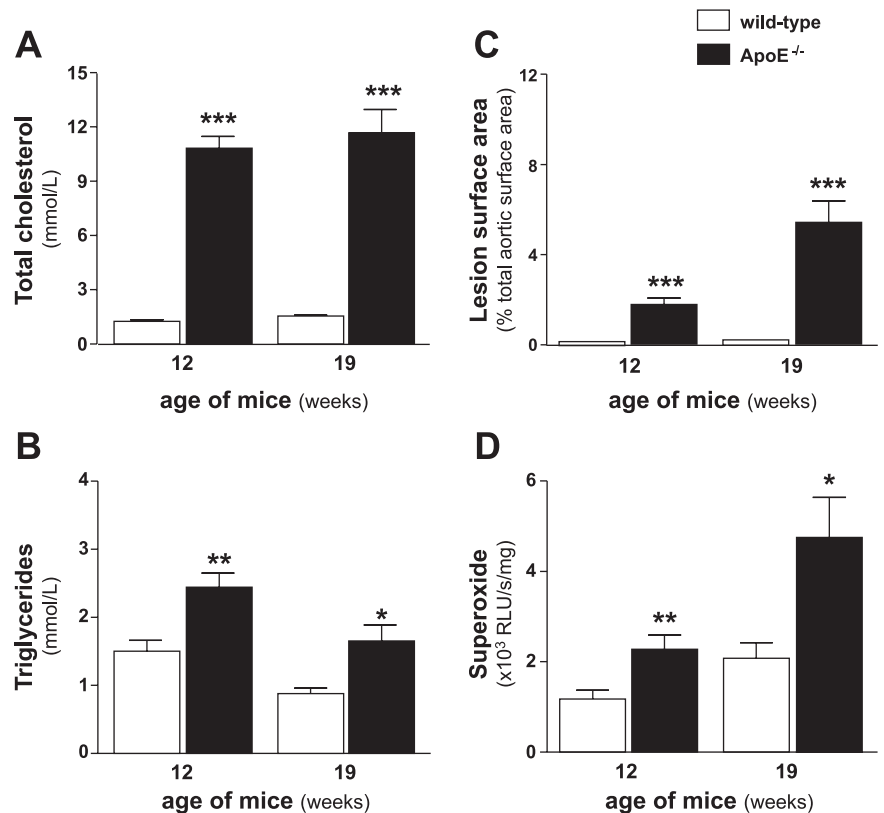 wild-type
ApoE-/-
A
Total cholesterol
(mmol/L)
15
12
9
6
3
0
***
***
12
19
age of mice (weeks)
C
Lesion surface area
(% total aortic surface area)
12
8
4
0
***
***
12
19
age of mice (weeks)
B
Triglycerides
(mmol/L)
4
3
2
1
0
**
*
12
19
age of mice (weeks)
D
Superoxide
(x10³ RLU/s/mg)
6
4
2
0
**
*
12
19
age of mice (weeks)